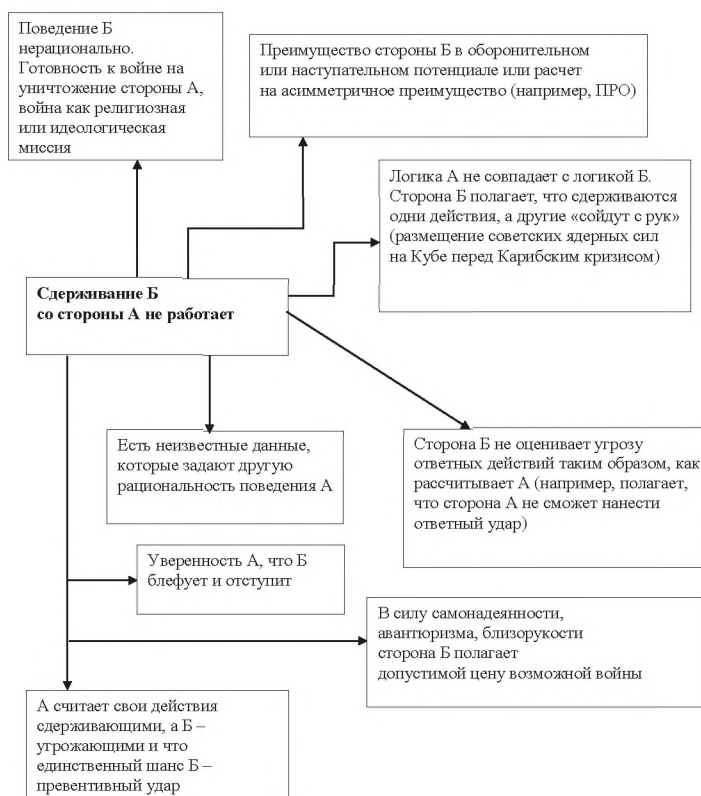 Поведение Б
нерационально.
Готовность к войне на
уничтожение стороны А,
война как религиозная
или идеологическая
миссия
Преимущество стороны Б в оборонительном
или наступательном потенциале или расчет
на асимметричное преимущество (например, ПРО)
Логика А не совпадает с логикой Б.
Сторона Б полагает, что сдерживаются
одни действия, а другие «сойдут с рук»
(размещение советских ядерных сил
на Кубе перед Карибским кризисом)
Сдерживание Б
со стороны А не работает
Есть неизвестные данные,
которые задают другую
рациональность поведения А
Сторона Б не оценивает угрозу
ответных действий таким образом, как
рассчитывает А (например, полагает,
что сторона А не сможет нанести
ответный удар)
Уверенность А, что Б
блефует и отступит
В силу самонадеянности,
авантюризма, близорукости
сторона Б полагает
допустимой цену возможной войны
А считает свои действия
сдерживающими, а Б –
угрожающими и что
единственный шанс Б –
превентивный удар